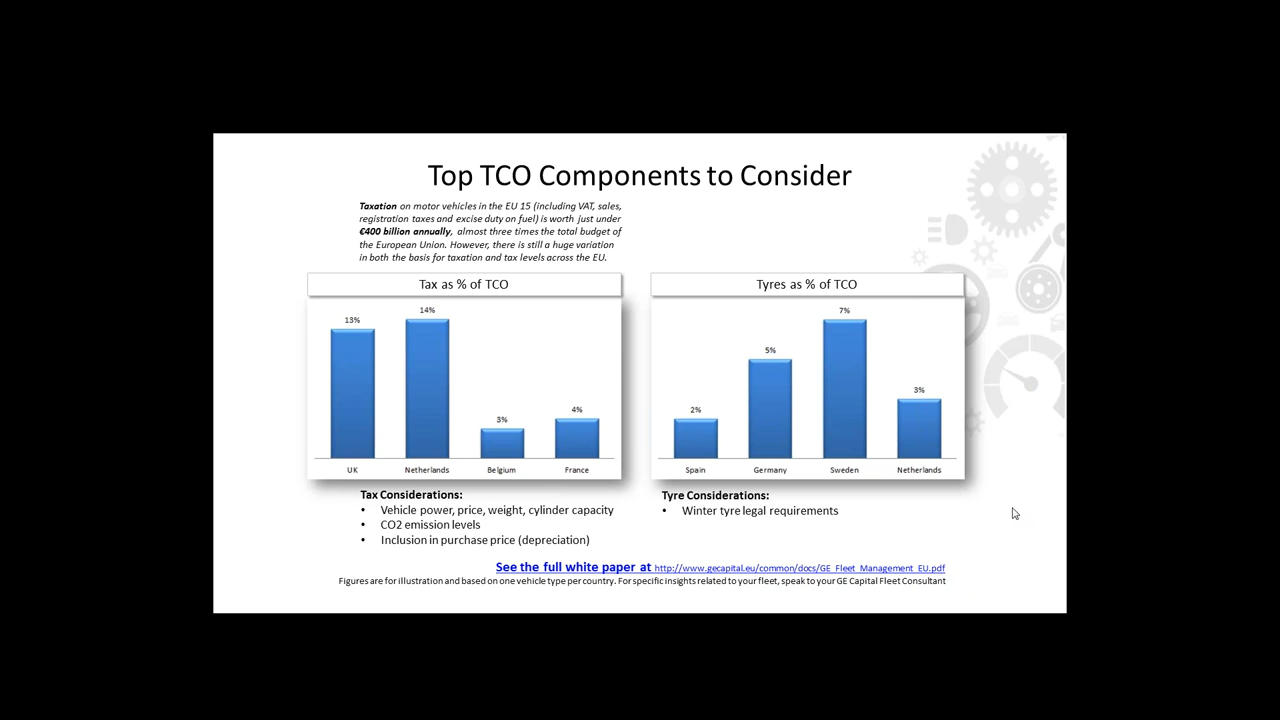 Top TCO Components to Consider
Taxation on motor vehicles in the EU 15 (including VAT, sales,
registration taxes and excise duty on fuel) is worth just under
€400 billion annually, almost three times the total budget of
the European Union. However, there is still a huge variation
in both the basis for taxation and tax levels across the EU.
Tax as % of TCO
13%
14%
3%
4%
UK
Netherlands
Belgium
France
Tyres as % of TCO
2%
5%
7%
3%
Spain
Germany
Sweden
Netherlands
Tax Considerations:
• Vehicle power, price, weight, cylinder capacity
• CO2 emission levels
• Inclusion in purchase price (depreciation)
Tyre Considerations:
• Winter tyre legal requirements
See the full white paper at http://www.gecapital.eu/common/docs/GE_Fleet_Management_EU.pdf
Figures are for illustration and based on one vehicle type per country. For specific insights related to your fleet, speak to your GE Capital Fleet Consultant